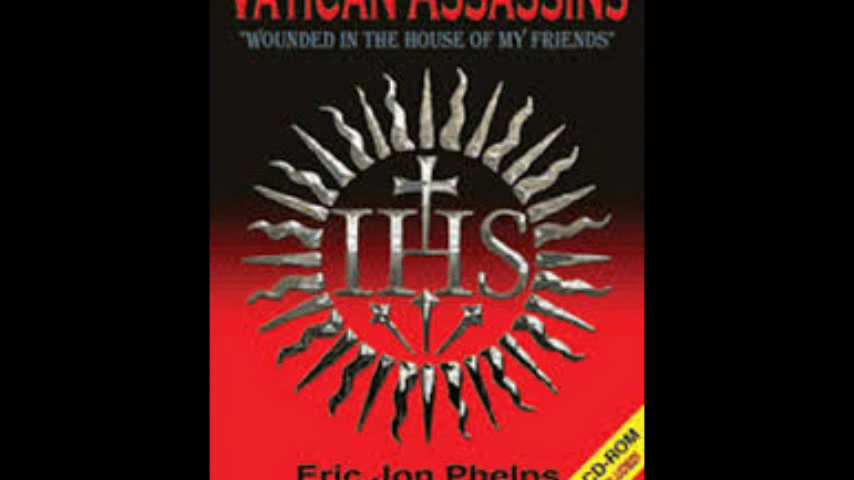 VATICAN ASSASSINS
"WOUNDED IN THE HOUSE OF MY FRIENDS"
IHS
Eric Jon Phelps
CD-ROM